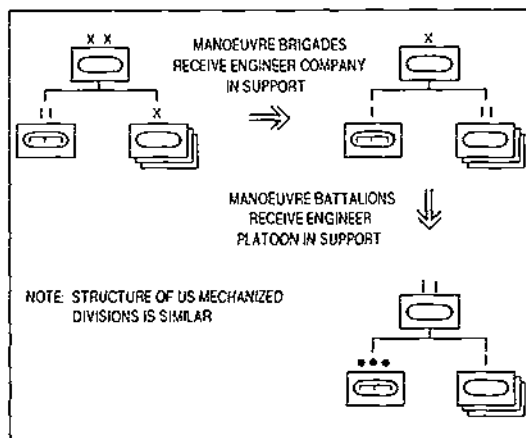 X X
MANOEUVRE BRIGADES
RECEIVE ENGINEER COMPANY
IN SUPPORT
X
I I
X
I
I I
MANOEUVRE BATTALIONS
RECEIVE ENGINEER
PLATOON IN SUPPORT
NOTE: STRUCTURE OF US MECHANIZED
DIVISIONS IS SIMILAR
I I
•••
I